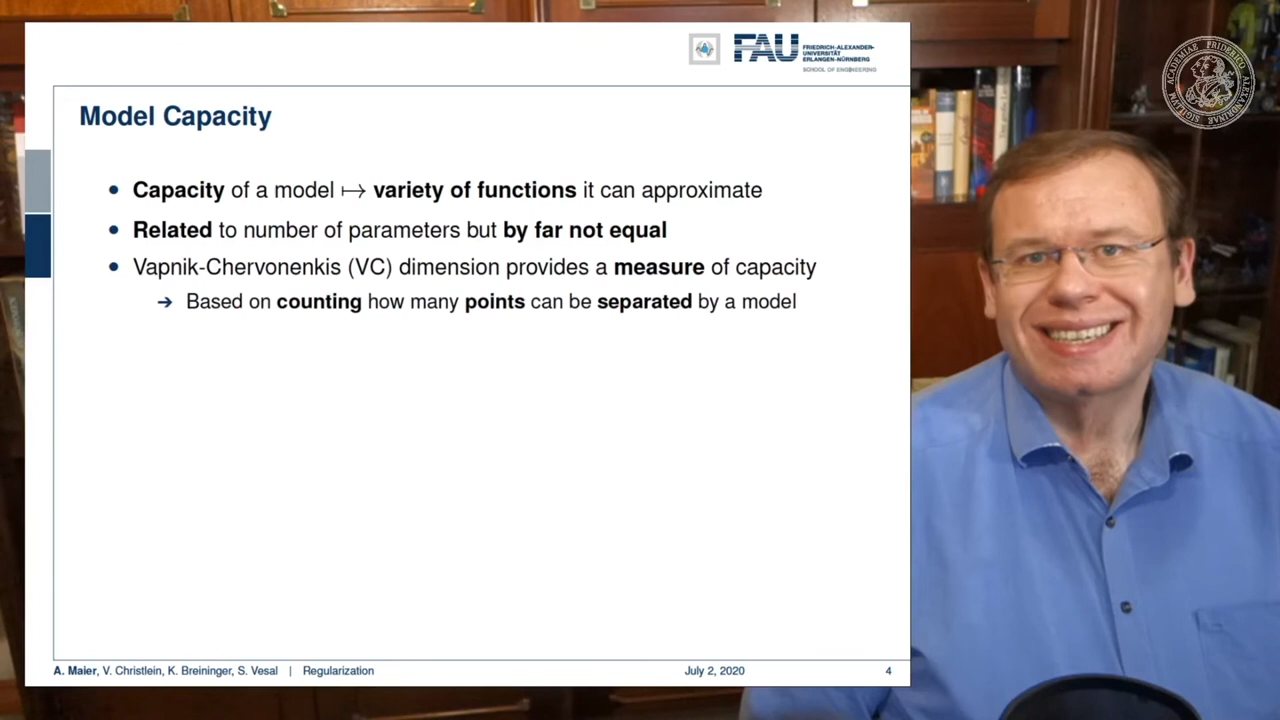 FAU FRIEDRICH-ALEXANDER-
UNIVERSITÄT
ERLANGEN-NÜRNBERG
SCHOOL OF ENGINEERING
Model Capacity
• Capacity of a model ↦ variety of functions it can approximate
• Related to number of parameters but by far not equal
• Vapnik-Chervonenkis (VC) dimension provides a measure of capacity
➔ Based on counting how many points can be separated by a model
A. Maier, V. Christlein, K. Breininger, S. Vesal | Regularization July 2, 2020 4